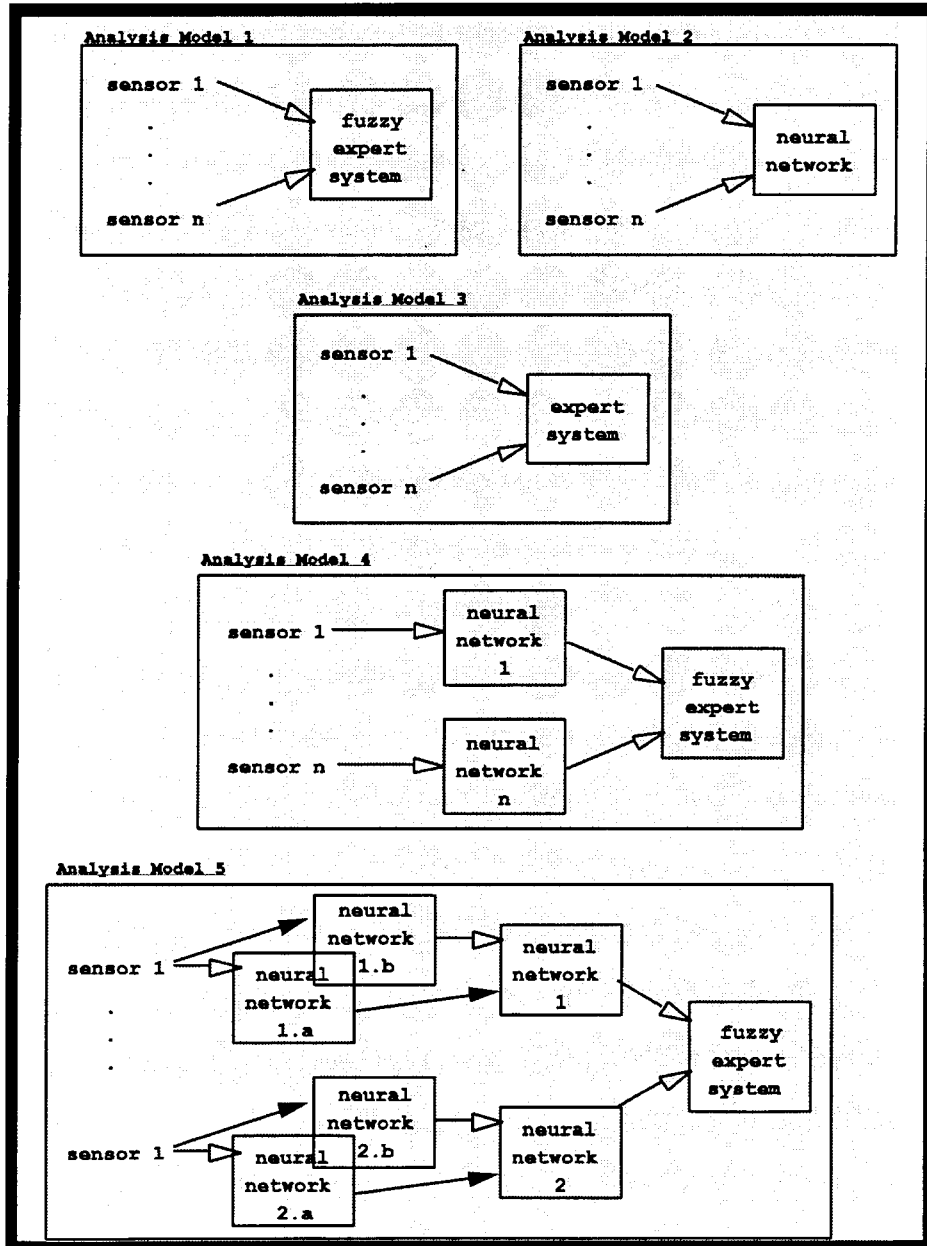 Analysis Model 1
sensor 1
.
.
.
sensor n
fuzzy
expert
system
Analysis Model 2
sensor 1
.
.
.
sensor n
neural
network
Analysis Model 3
sensor 1
.
.
.
sensor n
expert
system
Analysis Model 4
sensor 1
.
.
.
sensor n
neural
network
1
neural
network
n
fuzzy
expert
system
Analysis Model 5
sensor 1
.
.
.
sensor 1
neural
network
1.b
neural
network
1.a
neural
network
1
neural
network
2.b
neural
network
2.a
neural
network
2
fuzzy
expert
system